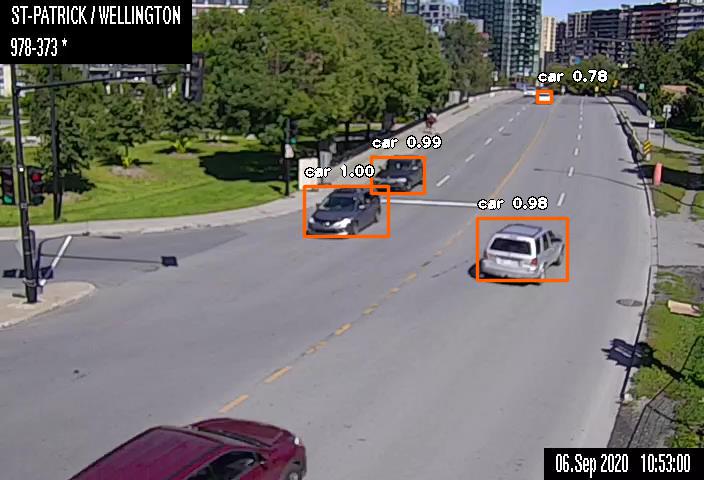 ST-PATRICK / WELLINGTON
978-373 *
car 0.78
car 0.99
car 1.00
car 0.98
06.Sep 2020 10:53:00